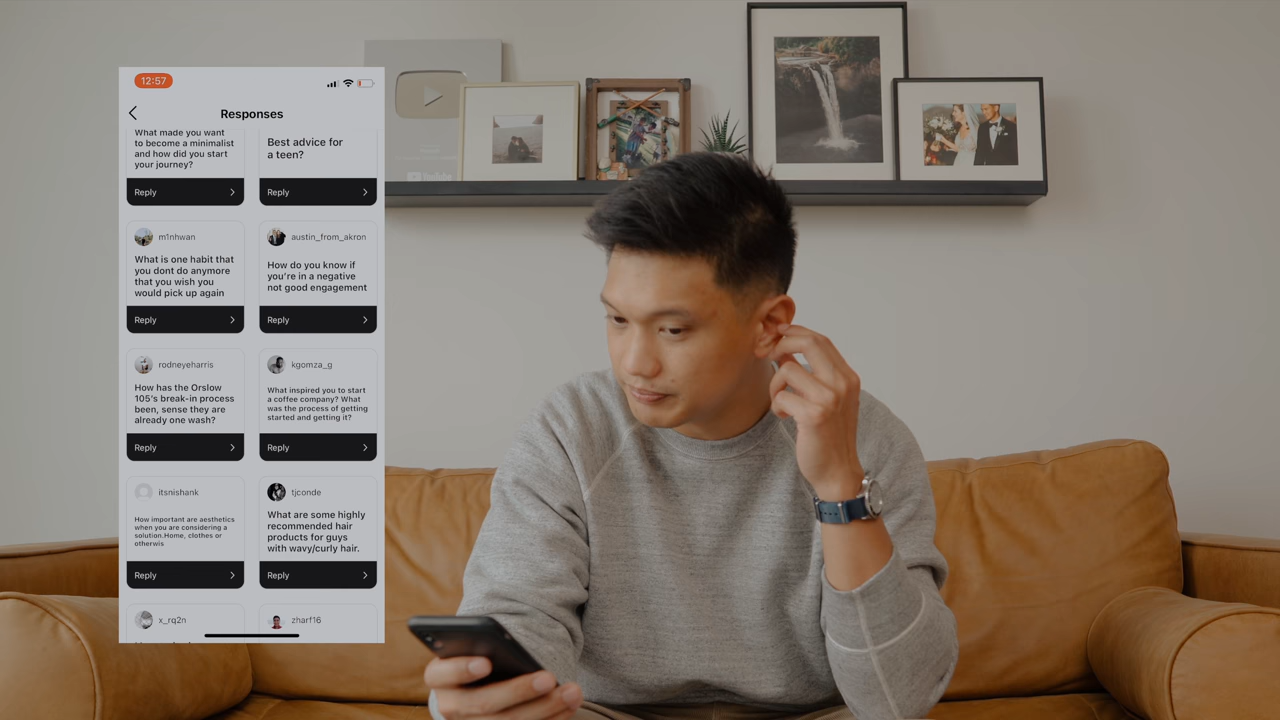 12:57
Responses
What made you want
to become a minimalist
and how did you start
your journey?
Reply
Best advice for
a teen?
Reply
m1nhwan
What is one habit that
you dont do anymore
that you wish you
would pick up again
Reply
austin_from_akron
How do you know if
you're in a negative
not good engagement
Reply
rodneyeharris
How has the Orslow
105's break-in process
been, sense they are
already one wash?
Reply
kgomza_g
What inspired you to start
a coffee company? What
was the process of getting
started and getting it?
Reply
itsnishank
How important are aesthetics
when you are considering a
solution.Home, clothes or
otherwis
Reply
tjconde
What are some highly
recommended hair
products for guys
with wavy/curly hair.
Reply
x_rq2n
zharf16
YouTube